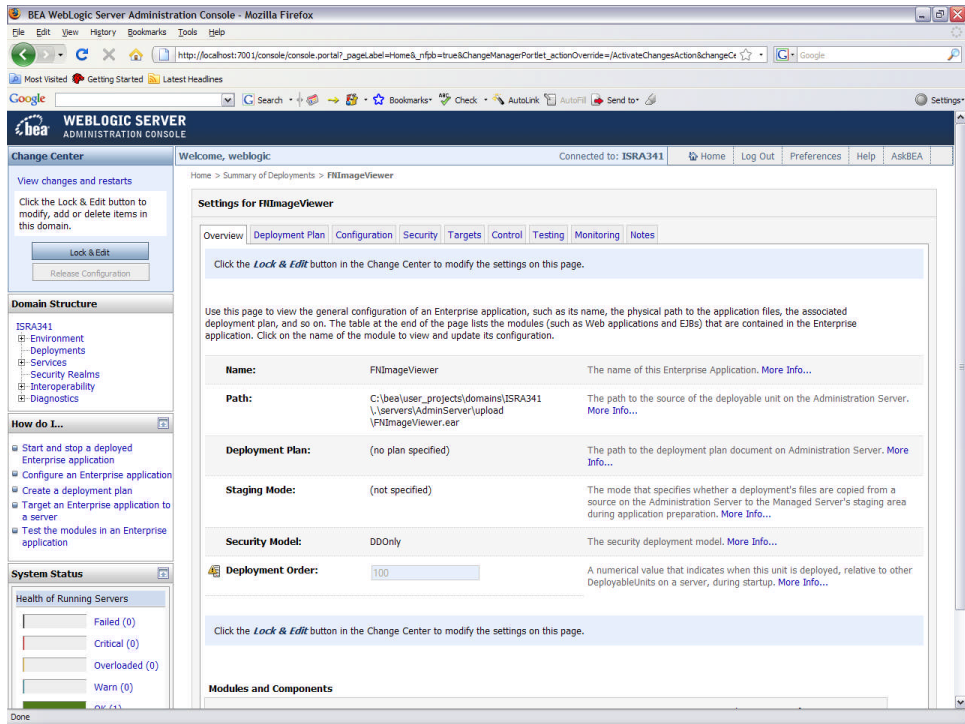 BEA WebLogic Server Administration Console - Mozilla Firefox
File Edit View History Bookmarks Tools Help
http://localhost:7001/console/console.portal?_pageLabel=Home&_nfpb=true&ChangeManagerPortlet_actionOverride=/ActivateChangesAction&changeCe
Google
Most Visited Getting Started Latest Headlines
Google
Search
Bookmarks
Check
AutoLink
AutoFill
Send to
Settings
bea WEBLOGIC SERVER
ADMINISTRATION CONSOLE
Change Center
View changes and restarts
Click the Lock & Edit button to
modify, add or delete items in
this domain.
Lock & Edit
Release Configuration
Domain Structure
ISRA341
Environment
Deployments
Services
Security Realms
Interoperability
Diagnostics
How do I...
Start and stop a deployed
Enterprise application
Configure an Enterprise application
Create a deployment plan
Target an Enterprise application to
a server
Test the modules in an Enterprise
application
System Status
Health of Running Servers
Failed (0)
Critical (0)
Overloaded (0)
Warn (0)
OK (1)
Welcome, weblogic
Connected to: ISRA341
Home Log Out Preferences Help AskBEA
Home > Summary of Deployments > FNImageViewer
Settings for FNImageViewer
Overview Deployment Plan Configuration Security Targets Control Testing Monitoring Notes
Click the Lock & Edit button in the Change Center to modify the settings on this page.
Use this page to view the general configuration of an Enterprise application, such as its name, the physical path to the application files, the associated
deployment plan, and so on. The table at the end of the page lists the modules (such as Web applications and EJBs) that are contained in the Enterprise
application. Click on the name of the module to view and update its configuration.
Name: FNImageViewer The name of this Enterprise Application. More Info...
Path: C:\bea\user_projects\domains\ISRA341
\.\servers\AdminServer\upload
\FNImageViewer.ear
The path to the source of the deployable unit on the Administration Server.
More Info...
Deployment Plan: (no plan specified) The path to the deployment plan document on Administration Server. More
Info...
Staging Mode: (not specified) The mode that specifies whether a deployment's files are copied from a
source on the Administration Server to the Managed Server's staging area
during application preparation. More Info...
Security Model: DDOnly The security deployment model. More Info...
Deployment Order: 100 A numerical value that indicates when this unit is deployed, relative to other
DeployableUnits on a server, during startup. More Info...
Click the Lock & Edit button in the Change Center to modify the settings on this page.
Modules and Components
Done